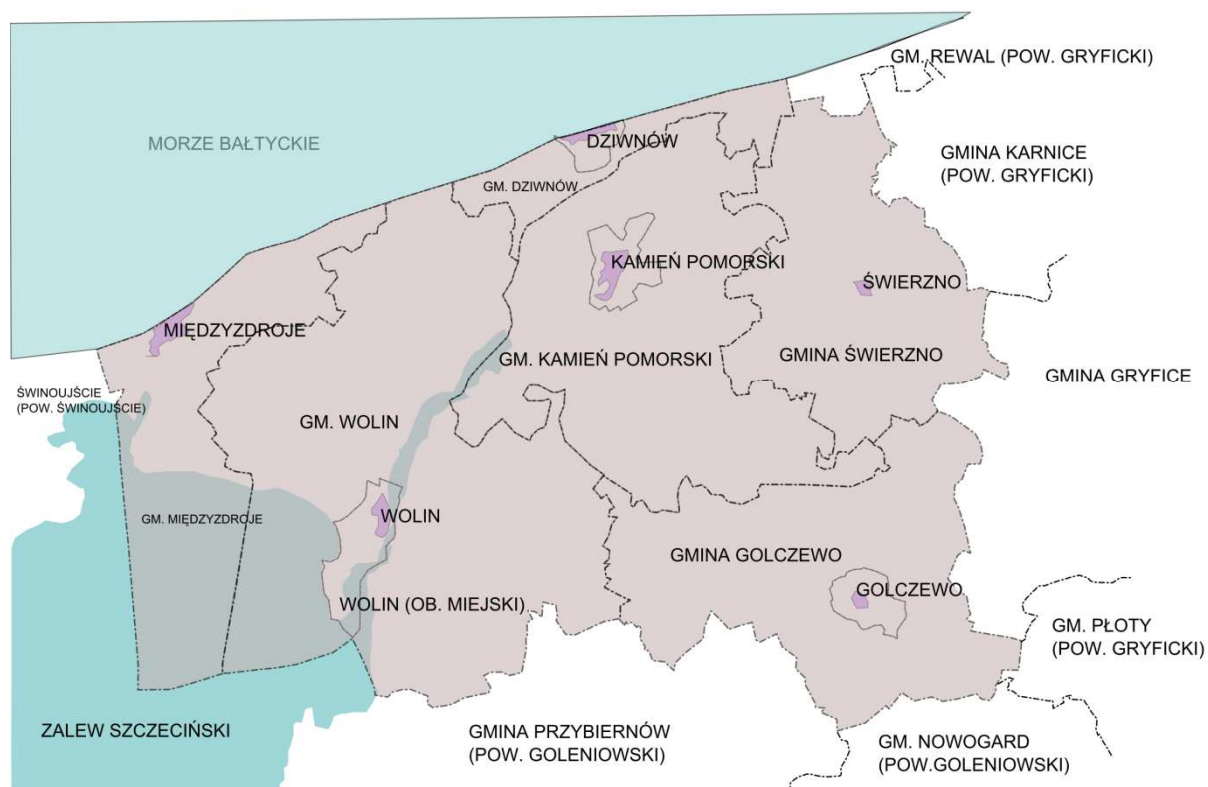 GM. REWAL (POW. GRYFICKI)
MORZE BAŁTYCKIE
DZIWNÓW
GMINA KARNICE
(POW. GRYFICKI)
GM. DZIWNÓW
KAMIEŃ POMORSKI
ŚWIERZNO
MIĘDZYZDROJE
GM. KAMIEŃ POMORSKI
GMINA ŚWIERZNO
GMINA GRYFICE
ŚWINOUJŚCIE
(POW. ŚWINOUJŚCIE)
GM. WOLIN
WOLIN
GM. MIĘDZYZDROJE
GMINA GOLCZEWO
GOLCZEWO
WOLIN (OB. MIEJSKI)
GM. PŁOTY
(POW. GRYFICKI)
ZALEW SZCZECIŃSKI
GMINA PRZYBIERNÓW
(POW. GOLENIOWSKI)
GM. NOWOGARD
(POW.GOLENIOWSKI)